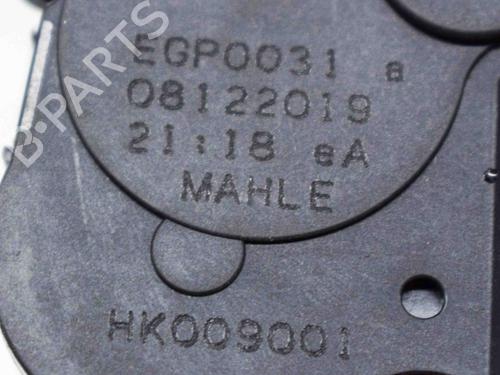 EGP0031 a
08122019
21:18 eA
MAHLE
HK009001
B-PARTS